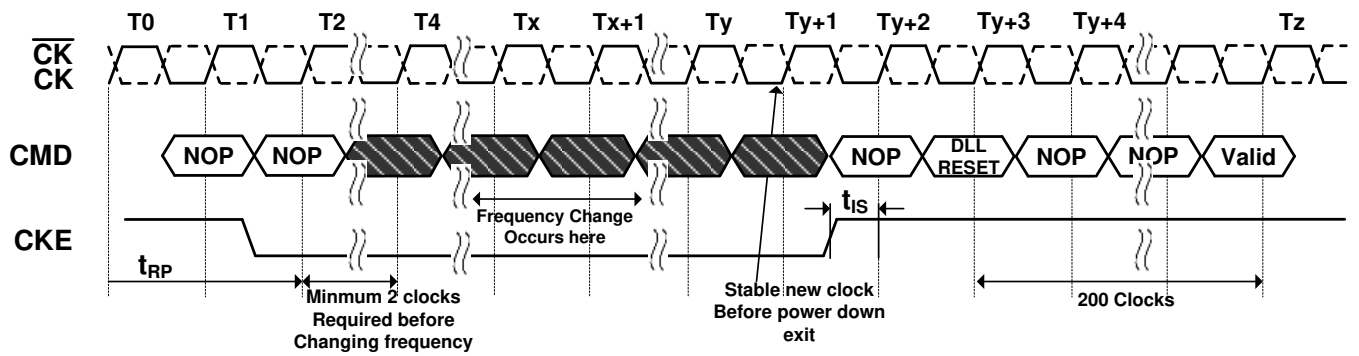 T0 T1 T2 T4 Tx Tx+1 Ty Ty+1 Ty+2 Ty+3 Ty+4 Tz
CK
CK
CMD NOP NOP NOP DLL RESET NOP NOP Valid
Frequency Change
Occurs here
tIS
CKE
tRP
Minmum 2 clocks
Required before
Changing frequency
Stable new clock
Before power down
exit
200 Clocks